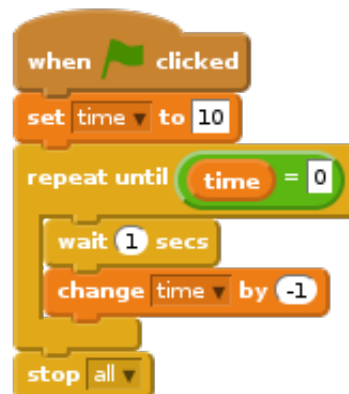 when clicked
set time to 10
repeat until time = 0
wait 1 secs
change time by -1
stop all